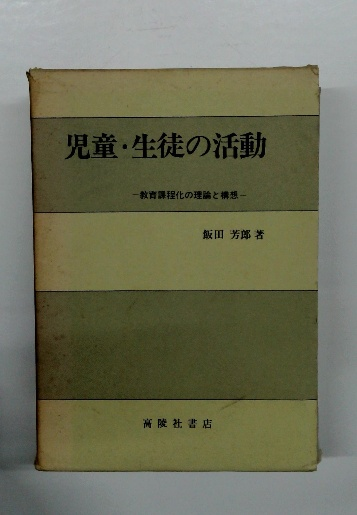 児童・生徒の活動
―教育課程化の理論と構想―
飯田 芳郎 著
高陵社書店